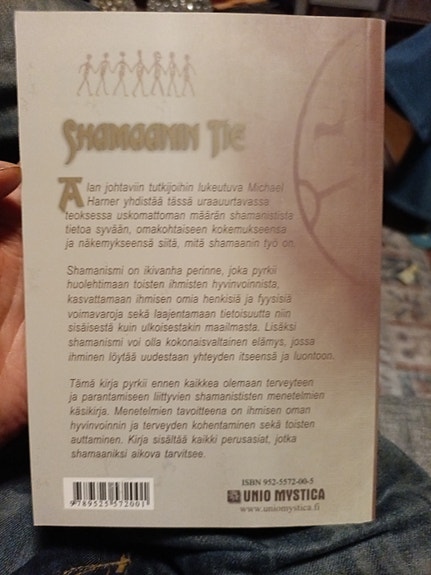 Shamaanin Tie
Alan johtaviin tutkijoihin lukeutuva Michael
Harner yhdistää tässä uraauurtavassa
teoksessa uskomattoman määrän shamanistista
tietoa syvään, omakohtaiseen kokemukseensa
ja näkemykseensä siitä, mitä shamaanin työ on.
Shamanismi on ikivanha perinne, joka pyrkii
huolehtimaan toisten ihmisten hyvinvoinnista,
kasvattamaan ihmisen omia henkisiä ja fyysisiä
voimavaroja sekä laajentamaan tietoisuutta niin
sisäisestä kuin ulkoisestakin maailmasta. Lisäksi
shamanismi voi olla kokonaisvaltainen elämys, jossa
ihminen löytää uudestaan yhteyden itseensä ja luontoon.
Tämä kirja pyrkii ennen kaikkea olemaan terveyteen
ja parantamiseen liittyvien shamanististen menetelmien
käsikirja. Menetelmien tavoitteena on ihmisen oman
hyvinvoinnin ja terveyden kohentaminen sekä toisten
auttaminen. Kirja sisältää kaikki perusasiat, jotka
shamaaniksi aikova tarvitsee.
ISBN 952-5572-00-5
UNIO MYSTICA
www.uniomystica.fi
9789525572001